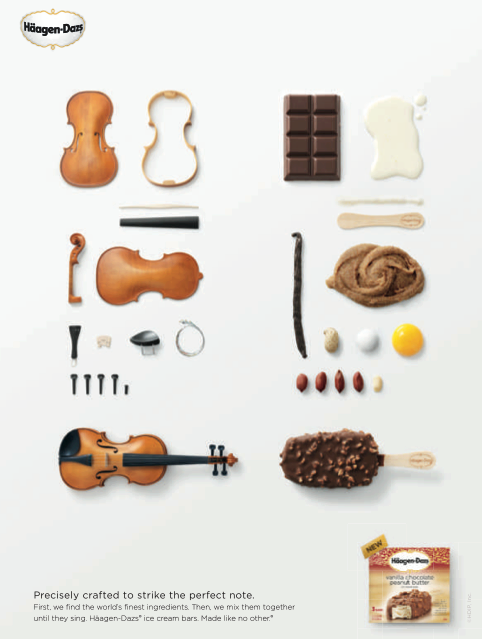 Häagen-Dazs
NEW
Häagen-Dazs
vanilla chocolate
peanut butter
Precisely crafted to strike the perfect note.
First, we find the world's finest ingredients. Then, we mix them together
until they sing. Häagen-Dazs® ice cream bars. Made like no other.®